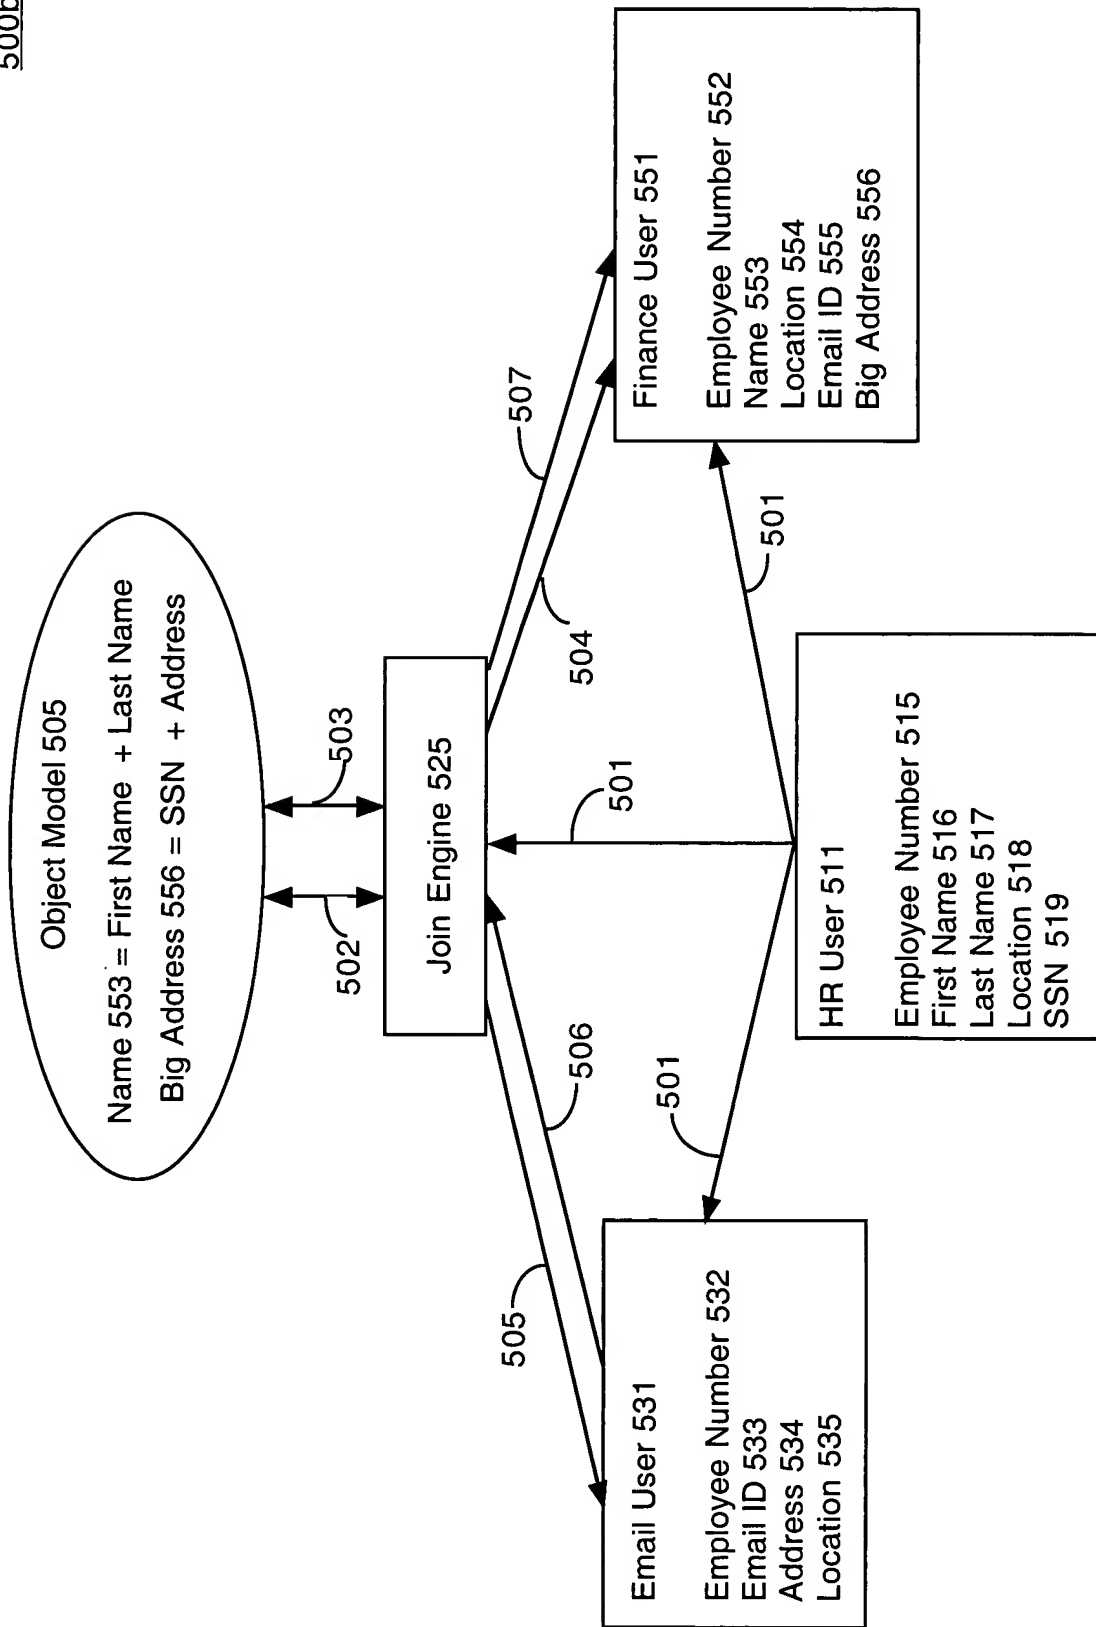 500b
Object Model 505
Name 553 = First Name + Last Name
Big Address 556 = SSN + Address
502
503
Join Engine 525
505
506
501
501
501
504
507
Email User 531
Employee Number 532
Email ID 533
Address 534
Location 535
HR User 511
Employee Number 515
First Name 516
Last Name 517
Location 518
SSN 519
Finance User 551
Employee Number 552
Name 553
Location 554
Email ID 555
Big Address 556